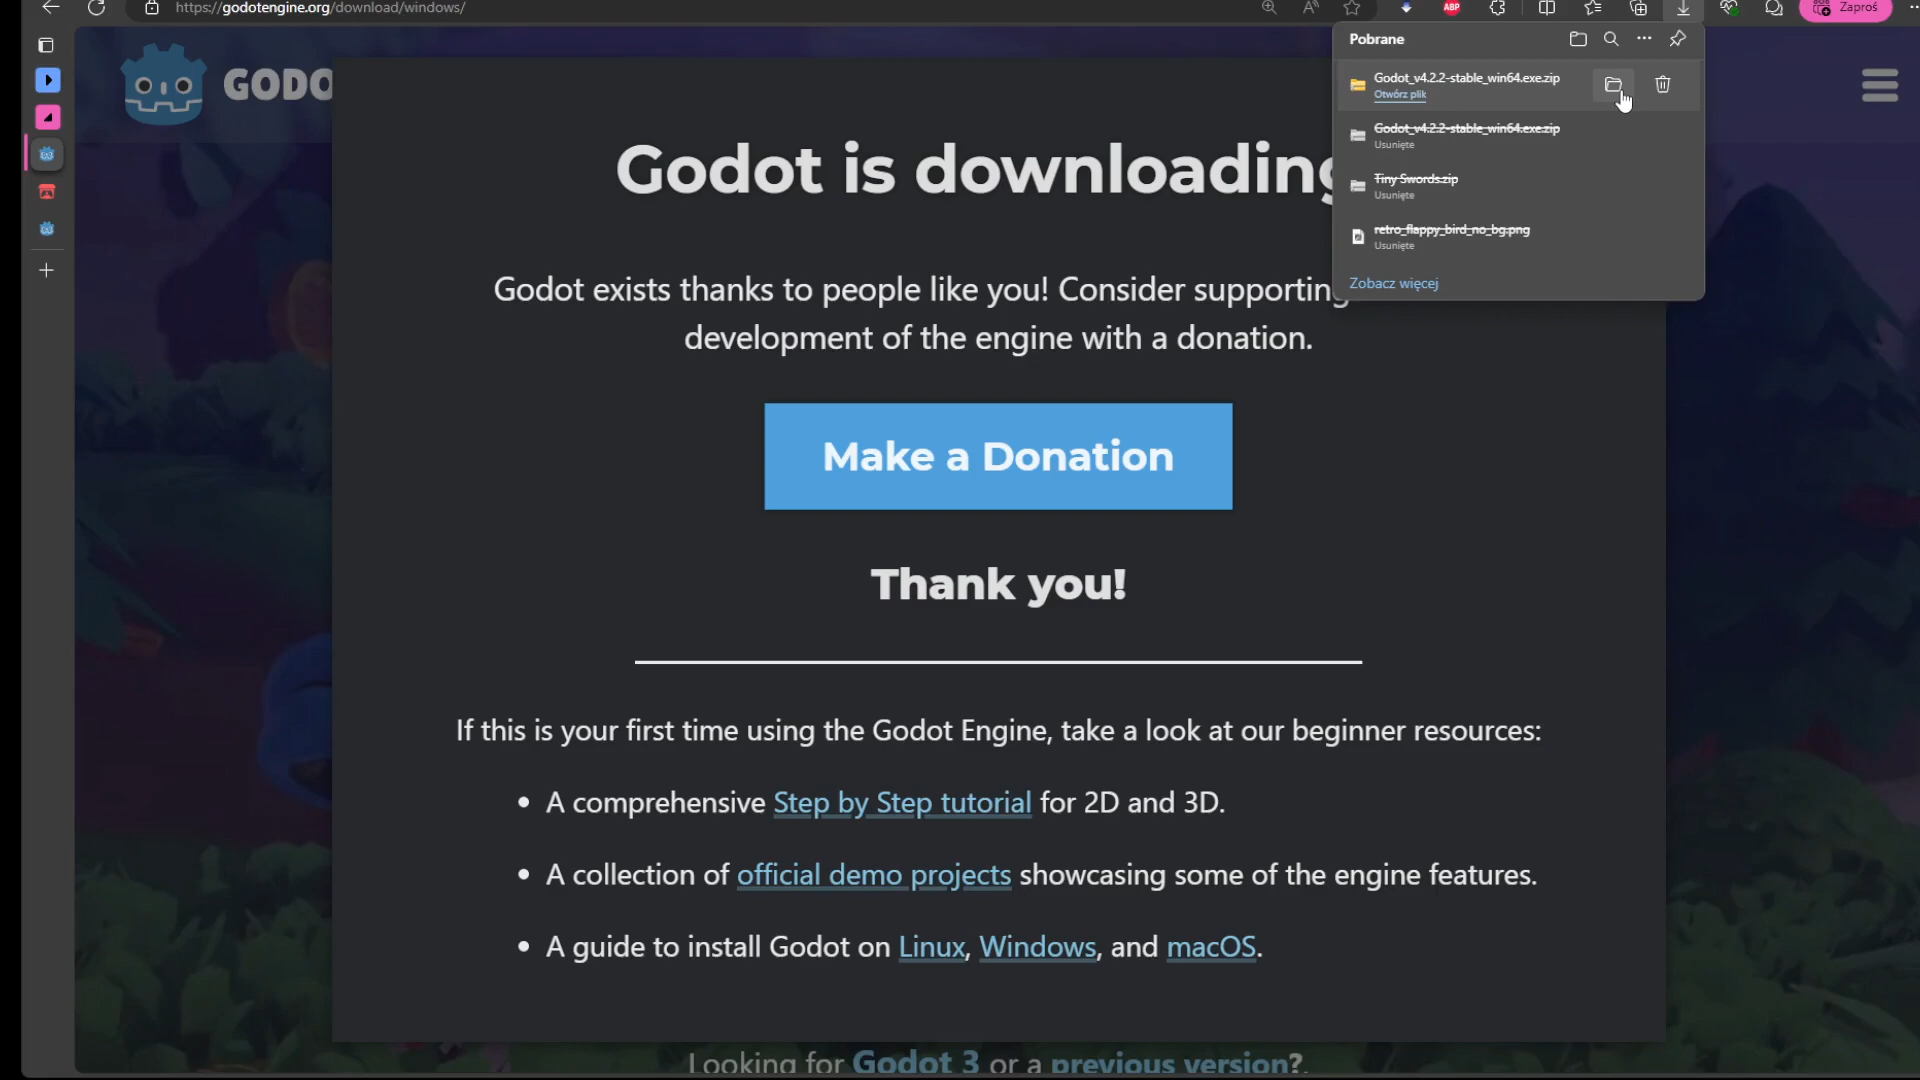 https://godotengine.org/download/windows/
ABP
Zaproś
GODO
Pobrane
Godot_v4.2.2-stable_win64.exe.zip
Otwórz plik
Godot_v4.2.2-stable_win64.exe.zip
Usunięte
Tiny Swords.zip
Usunięte
retro_flappy_bird_no_bg.png
Usunięte
Zobacz więcej
Godot is downloading
Godot exists thanks to people like you! Consider supporting
development of the engine with a donation.
Make a Donation
Thank you!
If this is your first time using the Godot Engine, take a look at our beginner resources:
• A comprehensive Step by Step tutorial for 2D and 3D.
• A collection of official demo projects showcasing some of the engine features.
• A guide to install Godot on Linux, Windows, and macOS.
Looking for Godot 3 or a previous version?